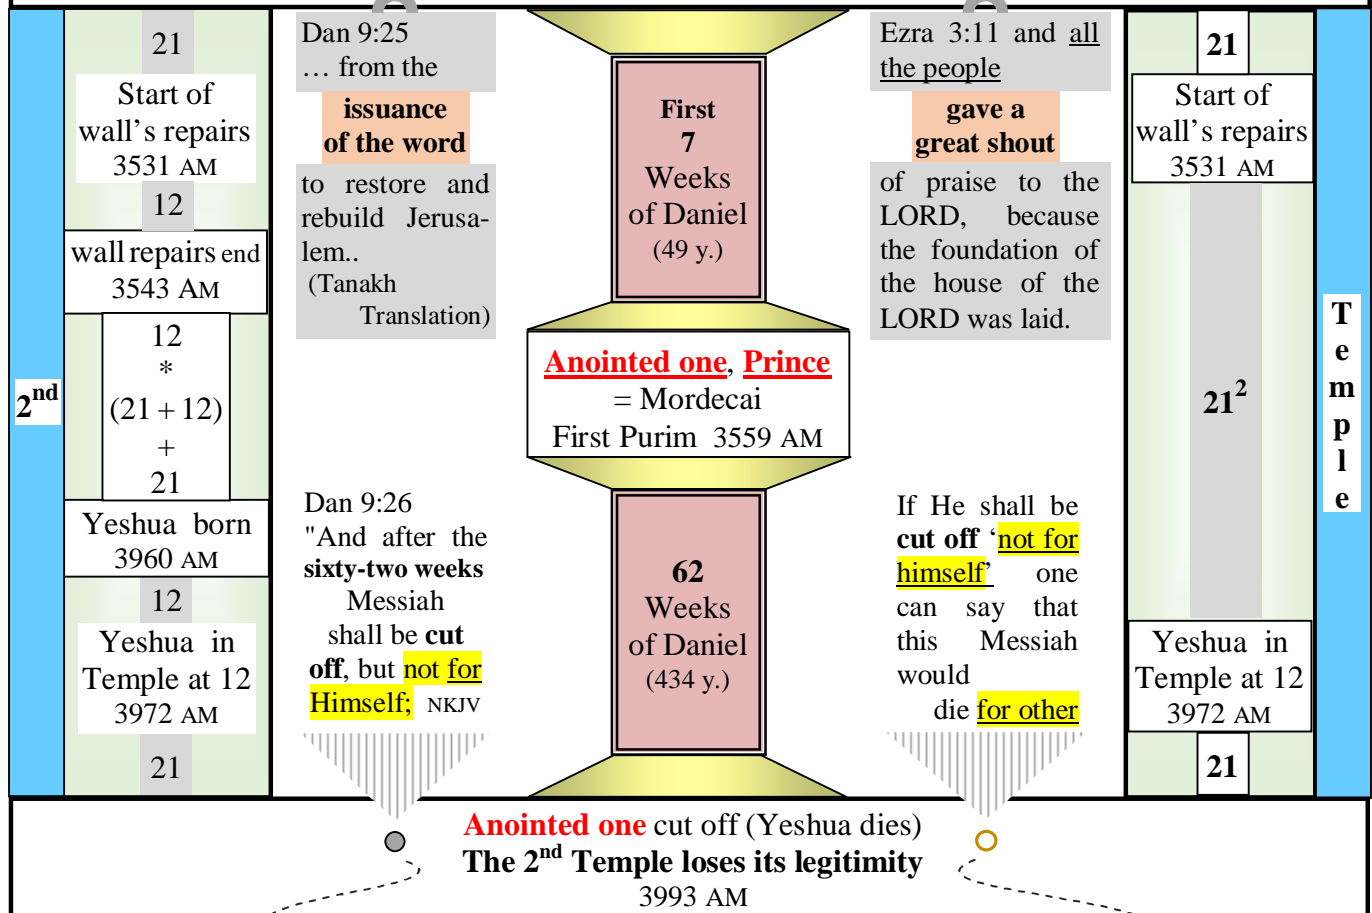 2nd
21
Start of
wall’s repairs
3531 AM
12
wall repairs end
3543 AM
12
*
(21 + 12)
+
21
Yeshua born
3960 AM
12
Yeshua in
Temple at 12
3972 AM
21
Dan 9:25
… from the
issuance
of the word
to restore and
rebuild Jerusa-
lem..
(Tanakh
Translation)
Dan 9:26
"And after the
sixty-two weeks
Messiah
shall be cut
off, but not for
Himself; NKJV
First
7
Weeks
of Daniel
(49 y.)
Anointed one, Prince
= Mordecai
First Purim 3559 AM
62
Weeks
of Daniel
(434 y.)
Ezra 3:11 and all
the people
gave a
great shout
of praise to the
LORD, because
the foundation of
the house of the
LORD was laid.
If He shall be
cut off ‘not for
himself’ one
can say that
this Messiah
would
die for other
21
Start of
wall’s repairs
3531 AM
21²
Yeshua in
Temple at 12
3972 AM
21
T
e
m
p
l
e
Anointed one cut off (Yeshua dies)
The 2nd Temple loses its legitimity
3993 AM